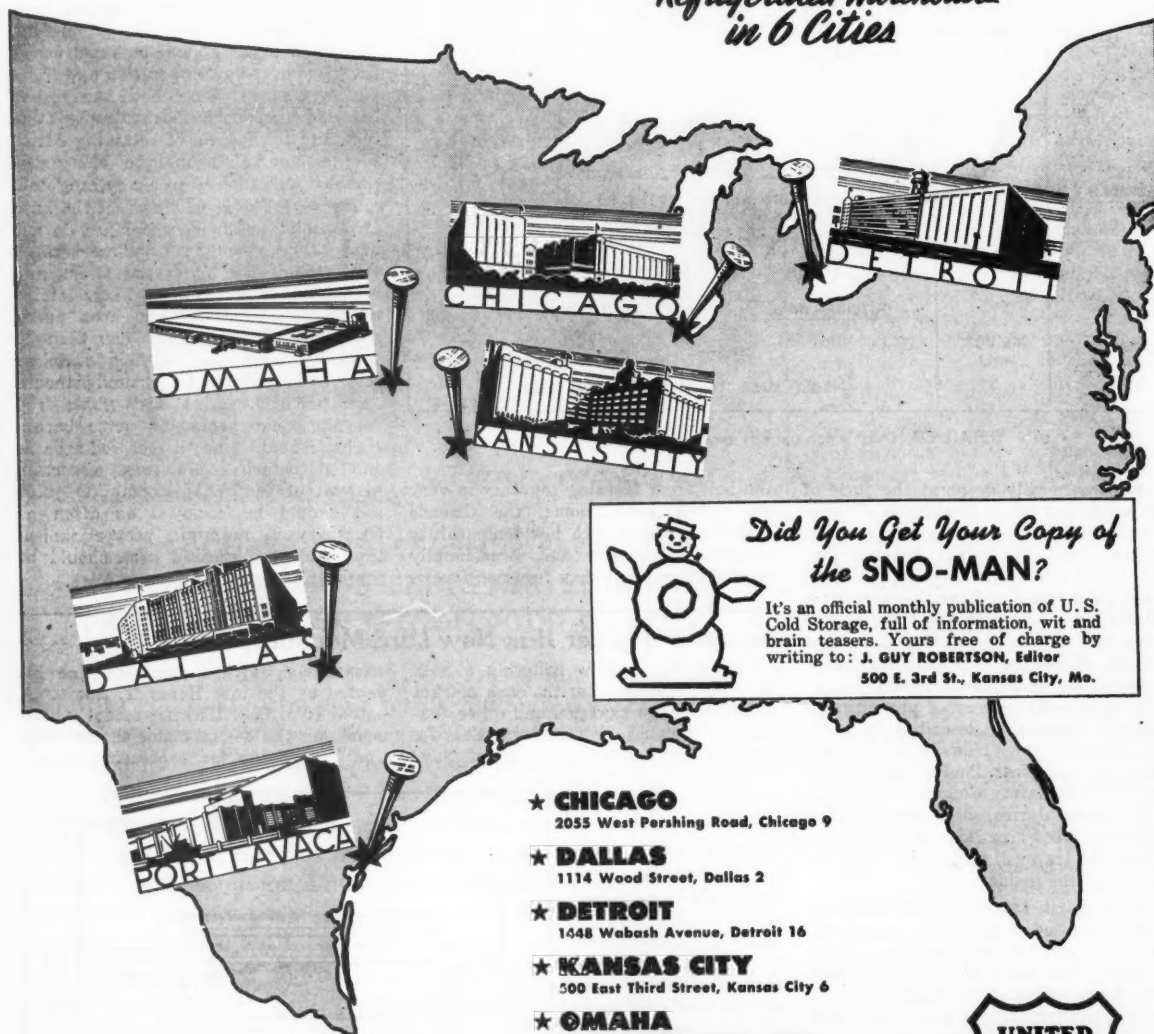 in 6 Cities
DETROIT
CHICAGO
OMAHA
KANSAS CITY
Did You Get Your Copy of
the SNO-MAN?
It's an official monthly publication of U. S.
Cold Storage, full of information, wit and
brain teasers. Yours free of charge by
writing to: J. GUY ROBERTSON, Editor
500 E. 3rd St., Kansas City, Mo.
DALLAS
PORT LAVACA
★ CHICAGO
2055 West Pershing Road, Chicago 9
★ DALLAS
1114 Wood Street, Dallas 2
★ DETROIT
1448 Wabash Avenue, Detroit 16
★ KANSAS CITY
500 East Third Street, Kansas City 6
★ OMAHA
UNITED